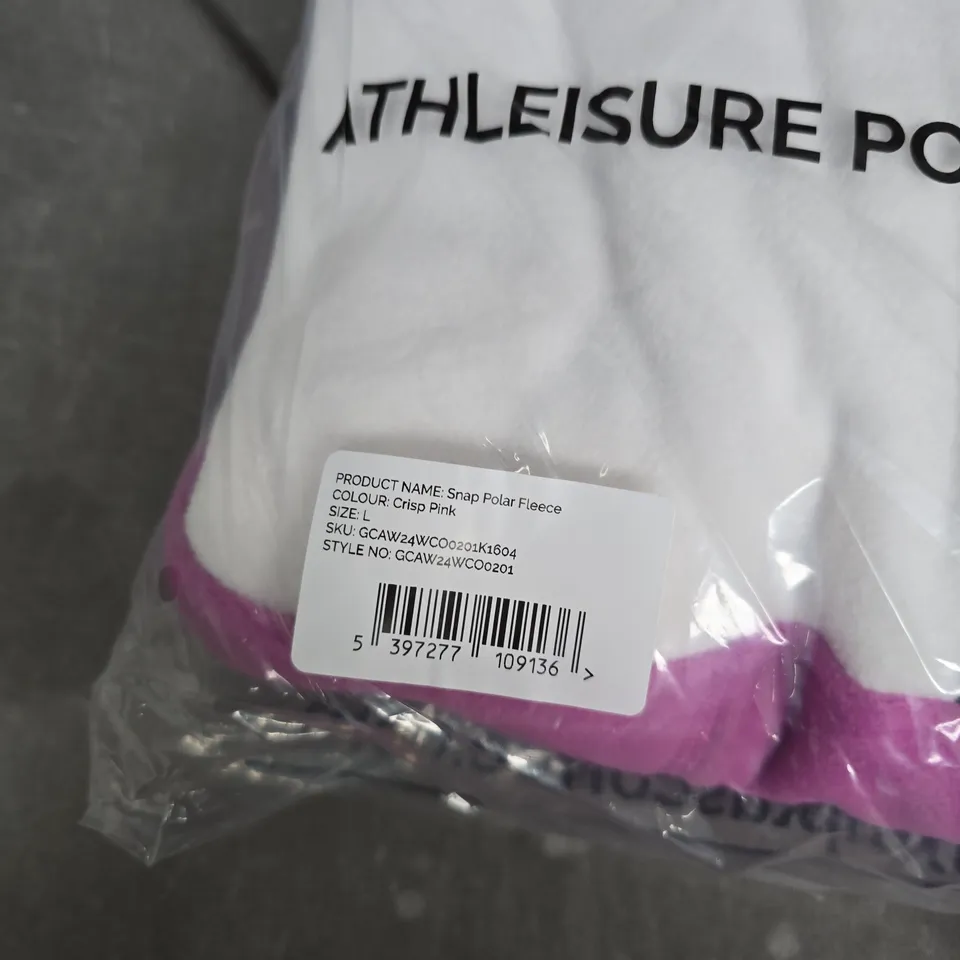 ATHLEISURE PO
PRODUCT NAME: Snap Polar Fleece
COLOUR: Crisp Pink
SIZE: L
SKU: GCAW24WCO0201K1604
STYLE NO: GCAW24WCO0201
5 397277 109136 >